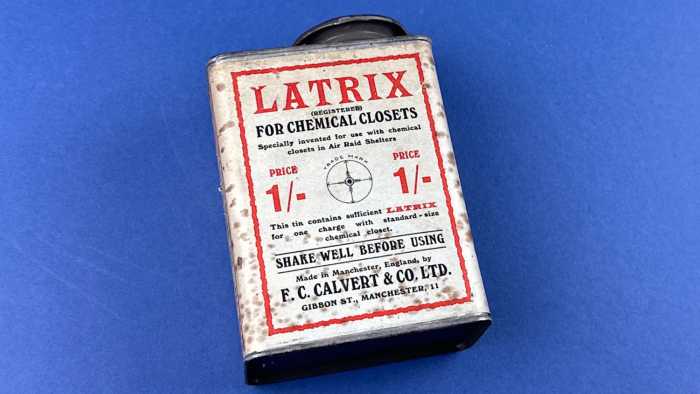 LATRIX
(REGISTERED)
FOR CHEMICAL CLOSETS
Specially invented for use with chemical
closets in Air Raid Shelters
TRADE MARK
PRICE
1/-
PRICE
1/-
This tin contains sufficient LATRIX
for one charge with standard-size
chemical closet.
SHAKE WELL BEFORE USING
Made in Manchester, England, by
F. C. CALVERT & CO. LTD.
GIBBON ST., MANCHESTER, 11